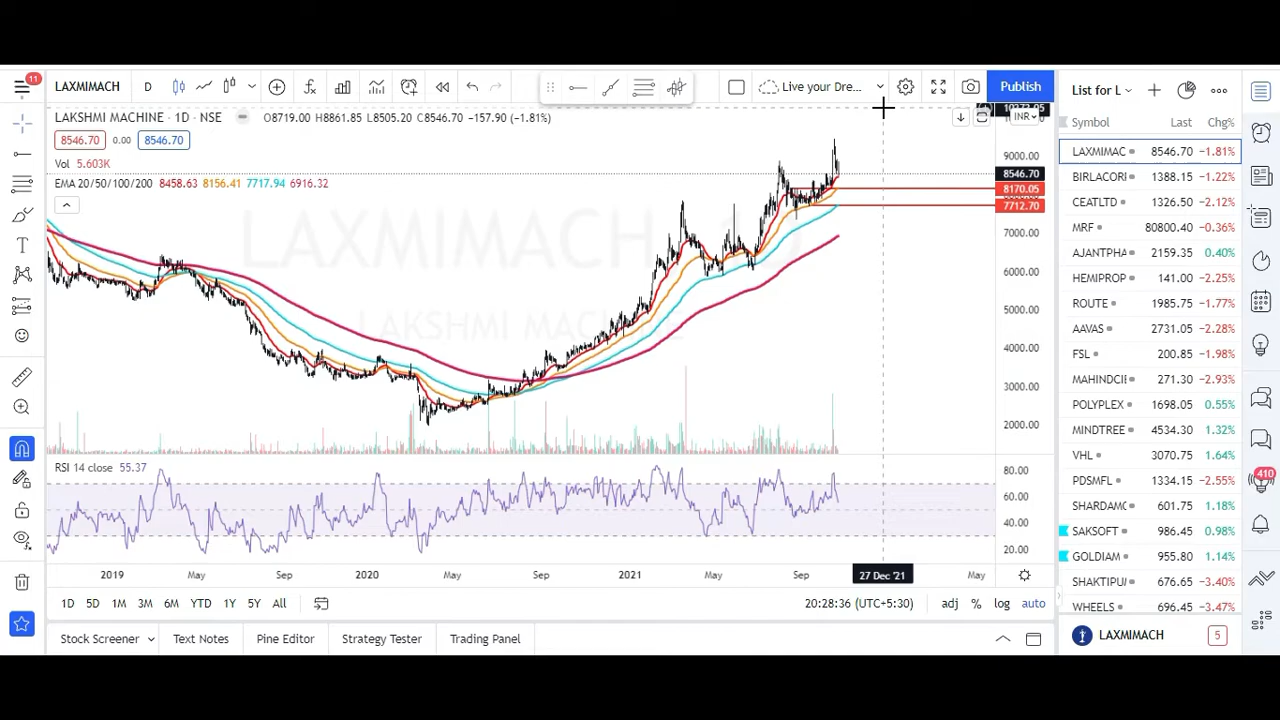 11
LAXMIMACH D Live your Dre... Publish List for L
LAKSHMI MACHINE · 1D · NSE O8719.80 H8861.85 L8505.20 C8546.70 −157.90 (−1.81%)
8546.70 0.00 8546.70
Vol 5.603K
EMA 20/50/100/200 8458.63 8156.41 7717.94 6916.32
LAKSHMI MACHINE
INR
9000.00
8546.70
8170.05
7712.70
7000.00
6000.00
5000.00
4000.00
3000.00
2000.00
RSI 14 close 55.37
80.00
60.00
40.00
20.00
2019 May Sep 2020 May Sep 2021 May Sep 27 Dec '21 May
1D 5D 1M 3M 6M YTD 1Y 5Y All 20:28:36 (UTC+5:30) adj % log auto
Stock Screener Text Notes Pine Editor Strategy Tester Trading Panel
Symbol Last Chg%
LAXMIMAC 8546.70 −1.81%
BIRLACORI 1388.15 −1.22%
CEATLTD 1326.50 −2.12%
MRF 80800.40 −0.36%
AJANTPHA 2159.35 0.40%
HEMIPROP 141.00 −2.25%
ROUTE 1985.75 −1.77%
AAVAS 2731.05 −2.28%
FSL 200.85 −1.98%
MAHINDCIE 271.30 −2.93%
POLYPLEX 1698.05 0.55%
MINDTREE 4534.30 1.32%
VHL 3070.75 1.64%
PDSMFL 1334.15 −2.55%
SHARDAMC 601.75 1.18%
SAKSOFT 986.45 0.98%
GOLDIAM 955.80 1.14%
SHAKTIPU 676.65 −3.40%
WHEELS 696.45 −3.47%
LAXMIMACH 5
410